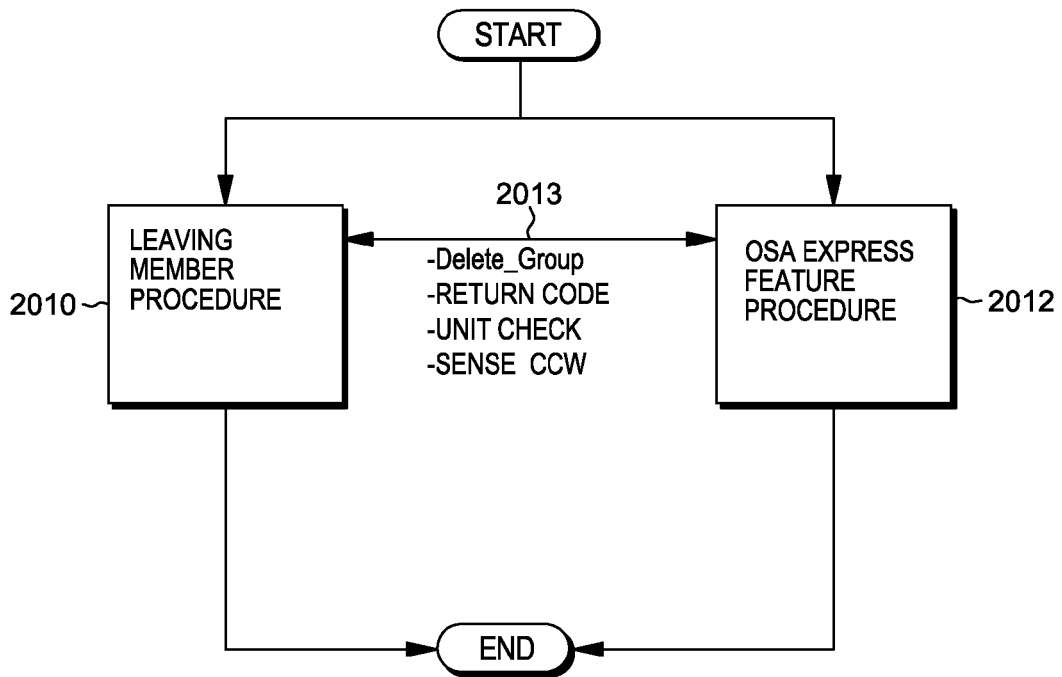 START
2013
LEAVING
MEMBER
PROCEDURE
2010
-Delete_Group
-RETURN CODE
-UNIT CHECK
-SENSE CCW
OSA EXPRESS
FEATURE
PROCEDURE
2012
END